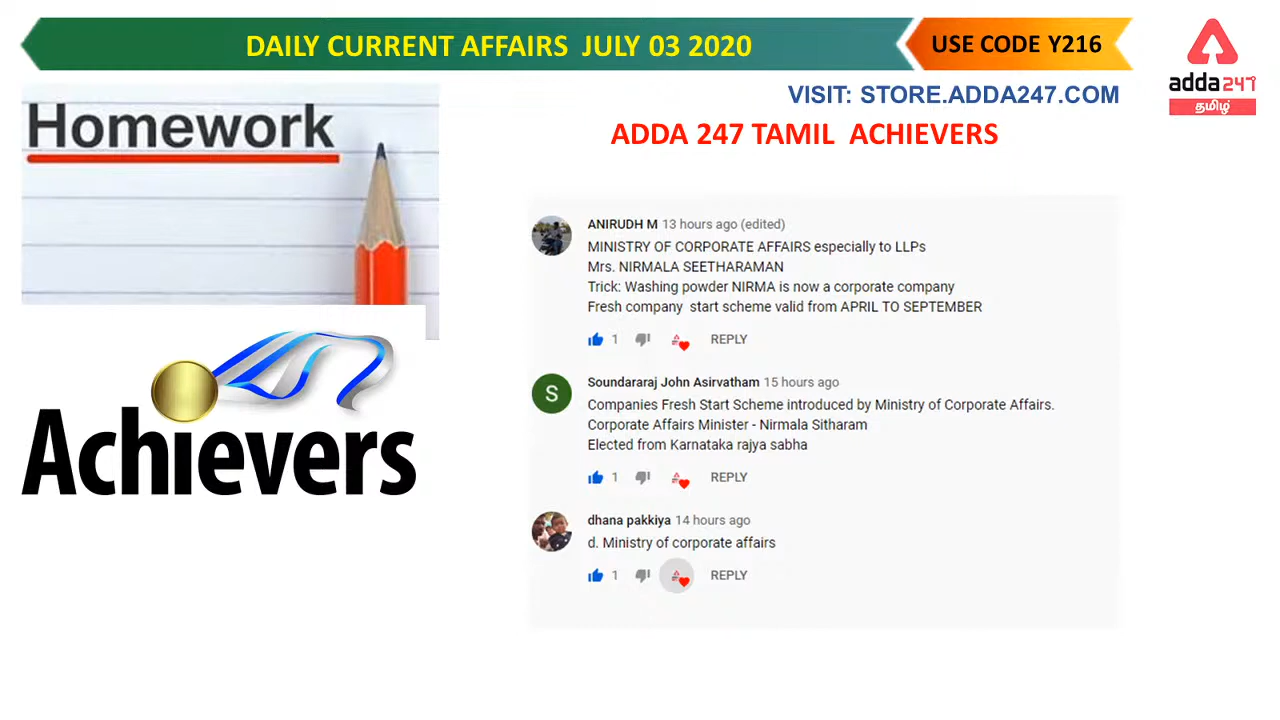 DAILY CURRENT AFFAIRS JULY 03 2020
USE CODE Y216
adda247
தமிழ்
VISIT: STORE.ADDA247.COM
ADDA 247 TAMIL ACHIEVERS
Homework
Achievers
ANIRUDH M 13 hours ago (edited)
MINISTRY OF CORPORATE AFFAIRS especially to LLPs
Mrs. NIRMALA SEETHARAMAN
Trick: Washing powder NIRMA is now a corporate company
Fresh company start scheme valid from APRIL TO SEPTEMBER
1 REPLY
S
Soundararaj John Asirvatham 15 hours ago
Companies Fresh Start Scheme introduced by Ministry of Corporate Affairs.
Corporate Affairs Minister - Nirmala Sitharam
Elected from Karnataka rajya sabha
1 REPLY
dhana pakkiya 14 hours ago
d. Ministry of corporate affairs
1 REPLY